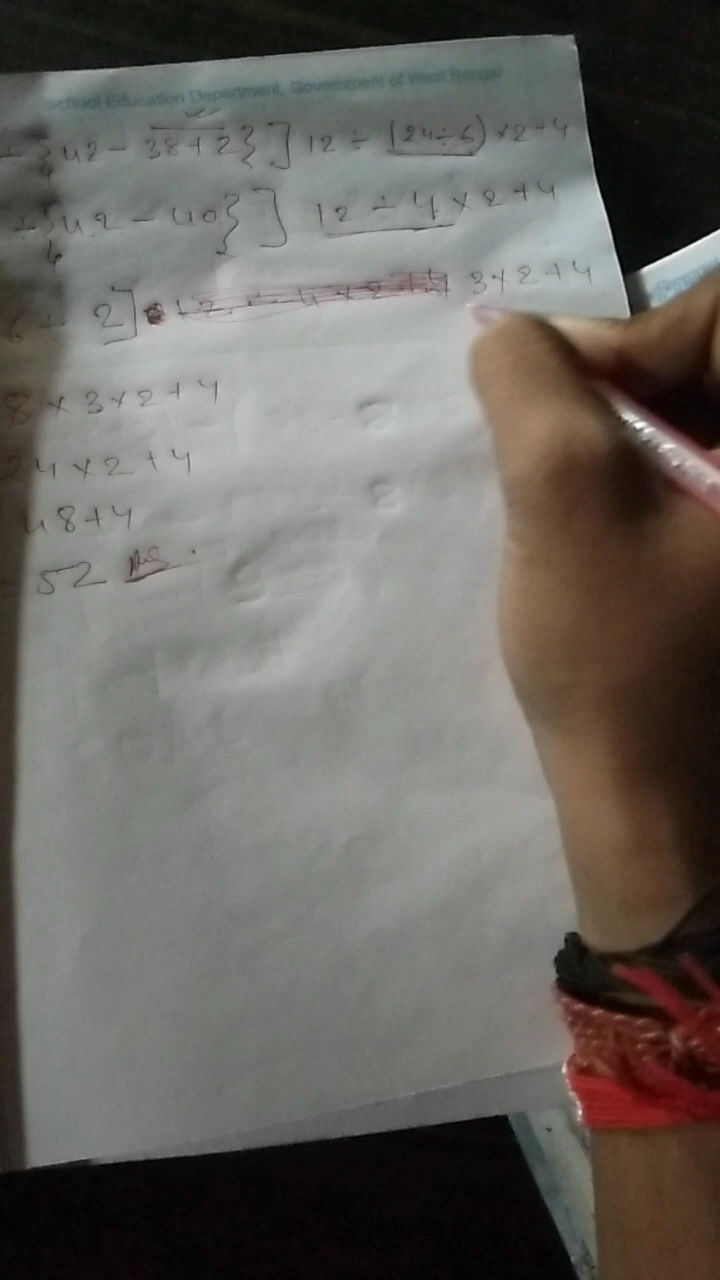 School Education Department, Government of West Bengal
{42 - 38+2}] 12 ÷ (24÷6) ×2+4
÷{42 - 40}] 12 ÷ 4 × 2+4
2] 3×2+4
8 × 3×2+4
24 × 2+4
48+4
52